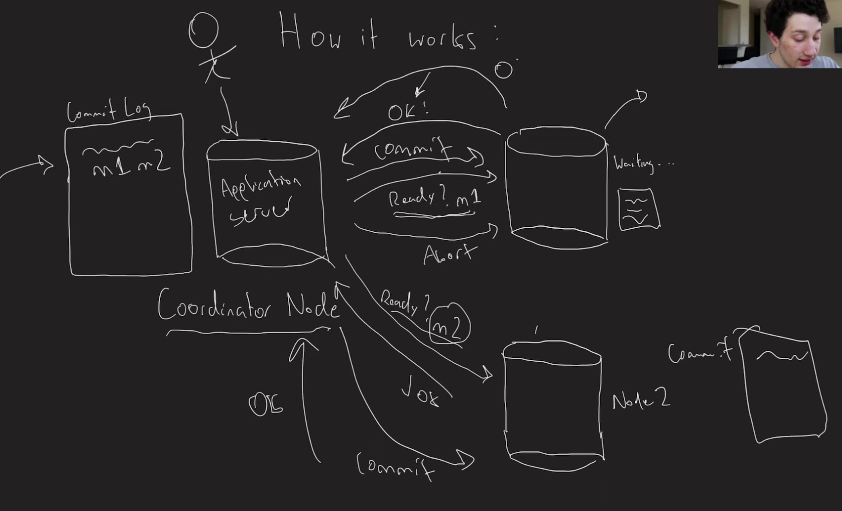 How it works:
Commit Log
m1 m2
Application
server
OK!
Commit
Ready? m1
Abort
Waiting...
Coordinator Node
Ready?
m2
✓ OK
OK
Commit
Node 2
Commit